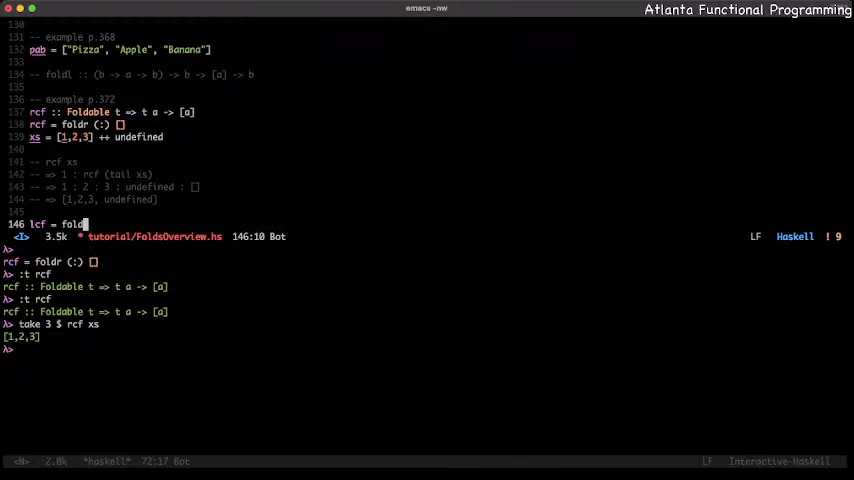 emacs -nw
Atlanta Functional Programming
130
131 -- example p.368
132 pab = ["Pizza", "Apple", "Banana"]
133
134 -- foldl :: (b -> a -> b) -> b -> [a] -> b
135
136 -- example p.372
137 rcf :: Foldable t => t a -> [a]
138 rcf = foldr (:) []
139 xs = [1,2,3] ++ undefined
140
141 -- rcf xs
142 -- => 1 : rcf (tail xs)
143 -- => 1 : 2 : 3 : undefined : []
144 -- => [1,2,3, undefined]
145
146 lcf = fold
<I> 3.5k * tutorial/FoldsOverview.hs 146:10 Bot LF Haskell ! 9
λ>
rcf = foldr (:) []
λ> :t rcf
rcf :: Foldable t => t a -> [a]
λ> :t rcf
rcf :: Foldable t => t a -> [a]
λ> take 3 $ rcf xs
[1,2,3]
λ>
<N> 2.0k *haskell* 72:17 Bot LF Interactive-Haskell